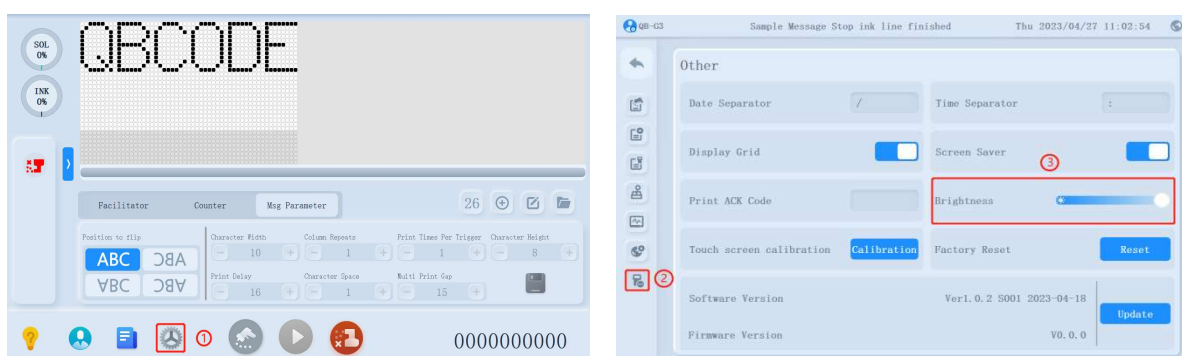 SOL
0%
INK
0%
QBCODE
Facilitator Counter Msg Parameter 26
Position to flip
ABC ABC
ABC ABC
Character Width Column Repeats Print Times Per Trigger Character Height
- 10 + - 1 + - 1 + - 8 +
Print Delay Character Space Multi Print Gap
- 16 + - 1 + - 15 +
① 0000000000
QB-G3 Sample Message Stop ink line finished Thu 2023/04/27 11:02:54
Other
Date Separator / Time Separator :
Display Grid Screen Saver
③
Print ACK Code Brightness
Touch screen calibration Calibration Factory Reset Reset
②
Software Version Ver1.0.2 S001 2023-04-18
Update
Firmware Version V0.0.0